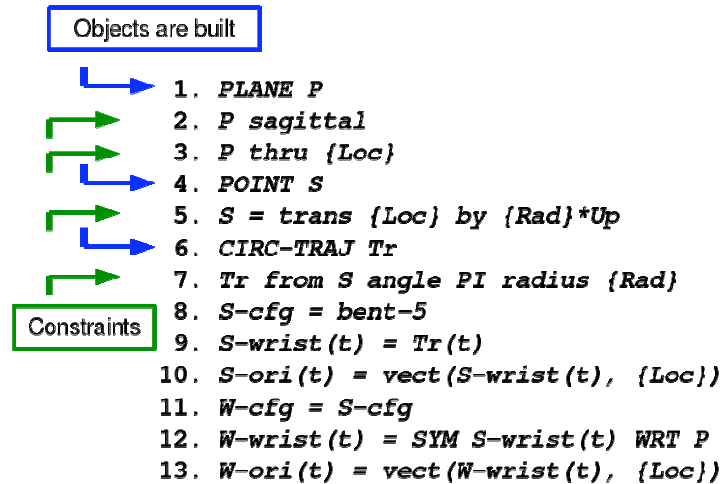 Objects are built
1. PLANE P
2. P sagittal
3. P thru {Loc}
4. POINT S
5. S = trans {Loc} by {Rad}*Up
6. CIRC-TRAJ Tr
7. Tr from S angle PI radius {Rad}
Constraints
8. S-cfg = bent-5
9. S-wrist(t) = Tr(t)
10. S-ori(t) = vect(S-wrist(t), {Loc})
11. W-cfg = S-cfg
12. W-wrist(t) = SYM S-wrist(t) WRT P
13. W-ori(t) = vect(W-wrist(t), {Loc})